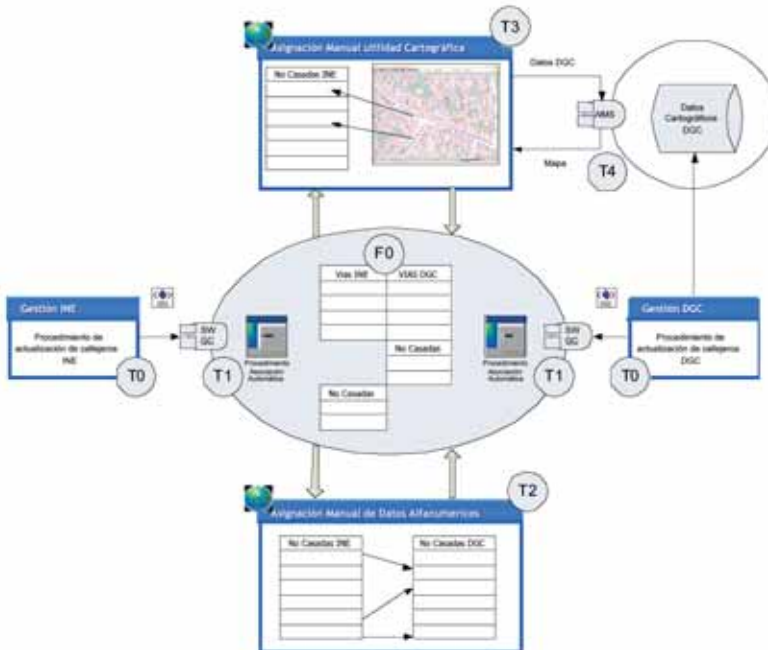 T3
Asignación Manual utilidad Cartográfica
No Casadas INE
Datos DGC
WMS
Datos
Cartográficos
DGC
Mapa
T4
F0
Vias INE
VIAS DGC
Gestión INE
Procedimiento de
actualización de callejeros
INE
T0
SW
GC
T1
Procedimiento
Asociación
Automática
No Casadas
No Casadas
Procedimiento
Asociación
Automática
SW
GC
T1
Gestión DGC
Procedimiento de
actualización de callejeros
DGC
T0
T2
Asignación Manual de Datos Alfanumericos
No Casadas INE
No Casadas DGC